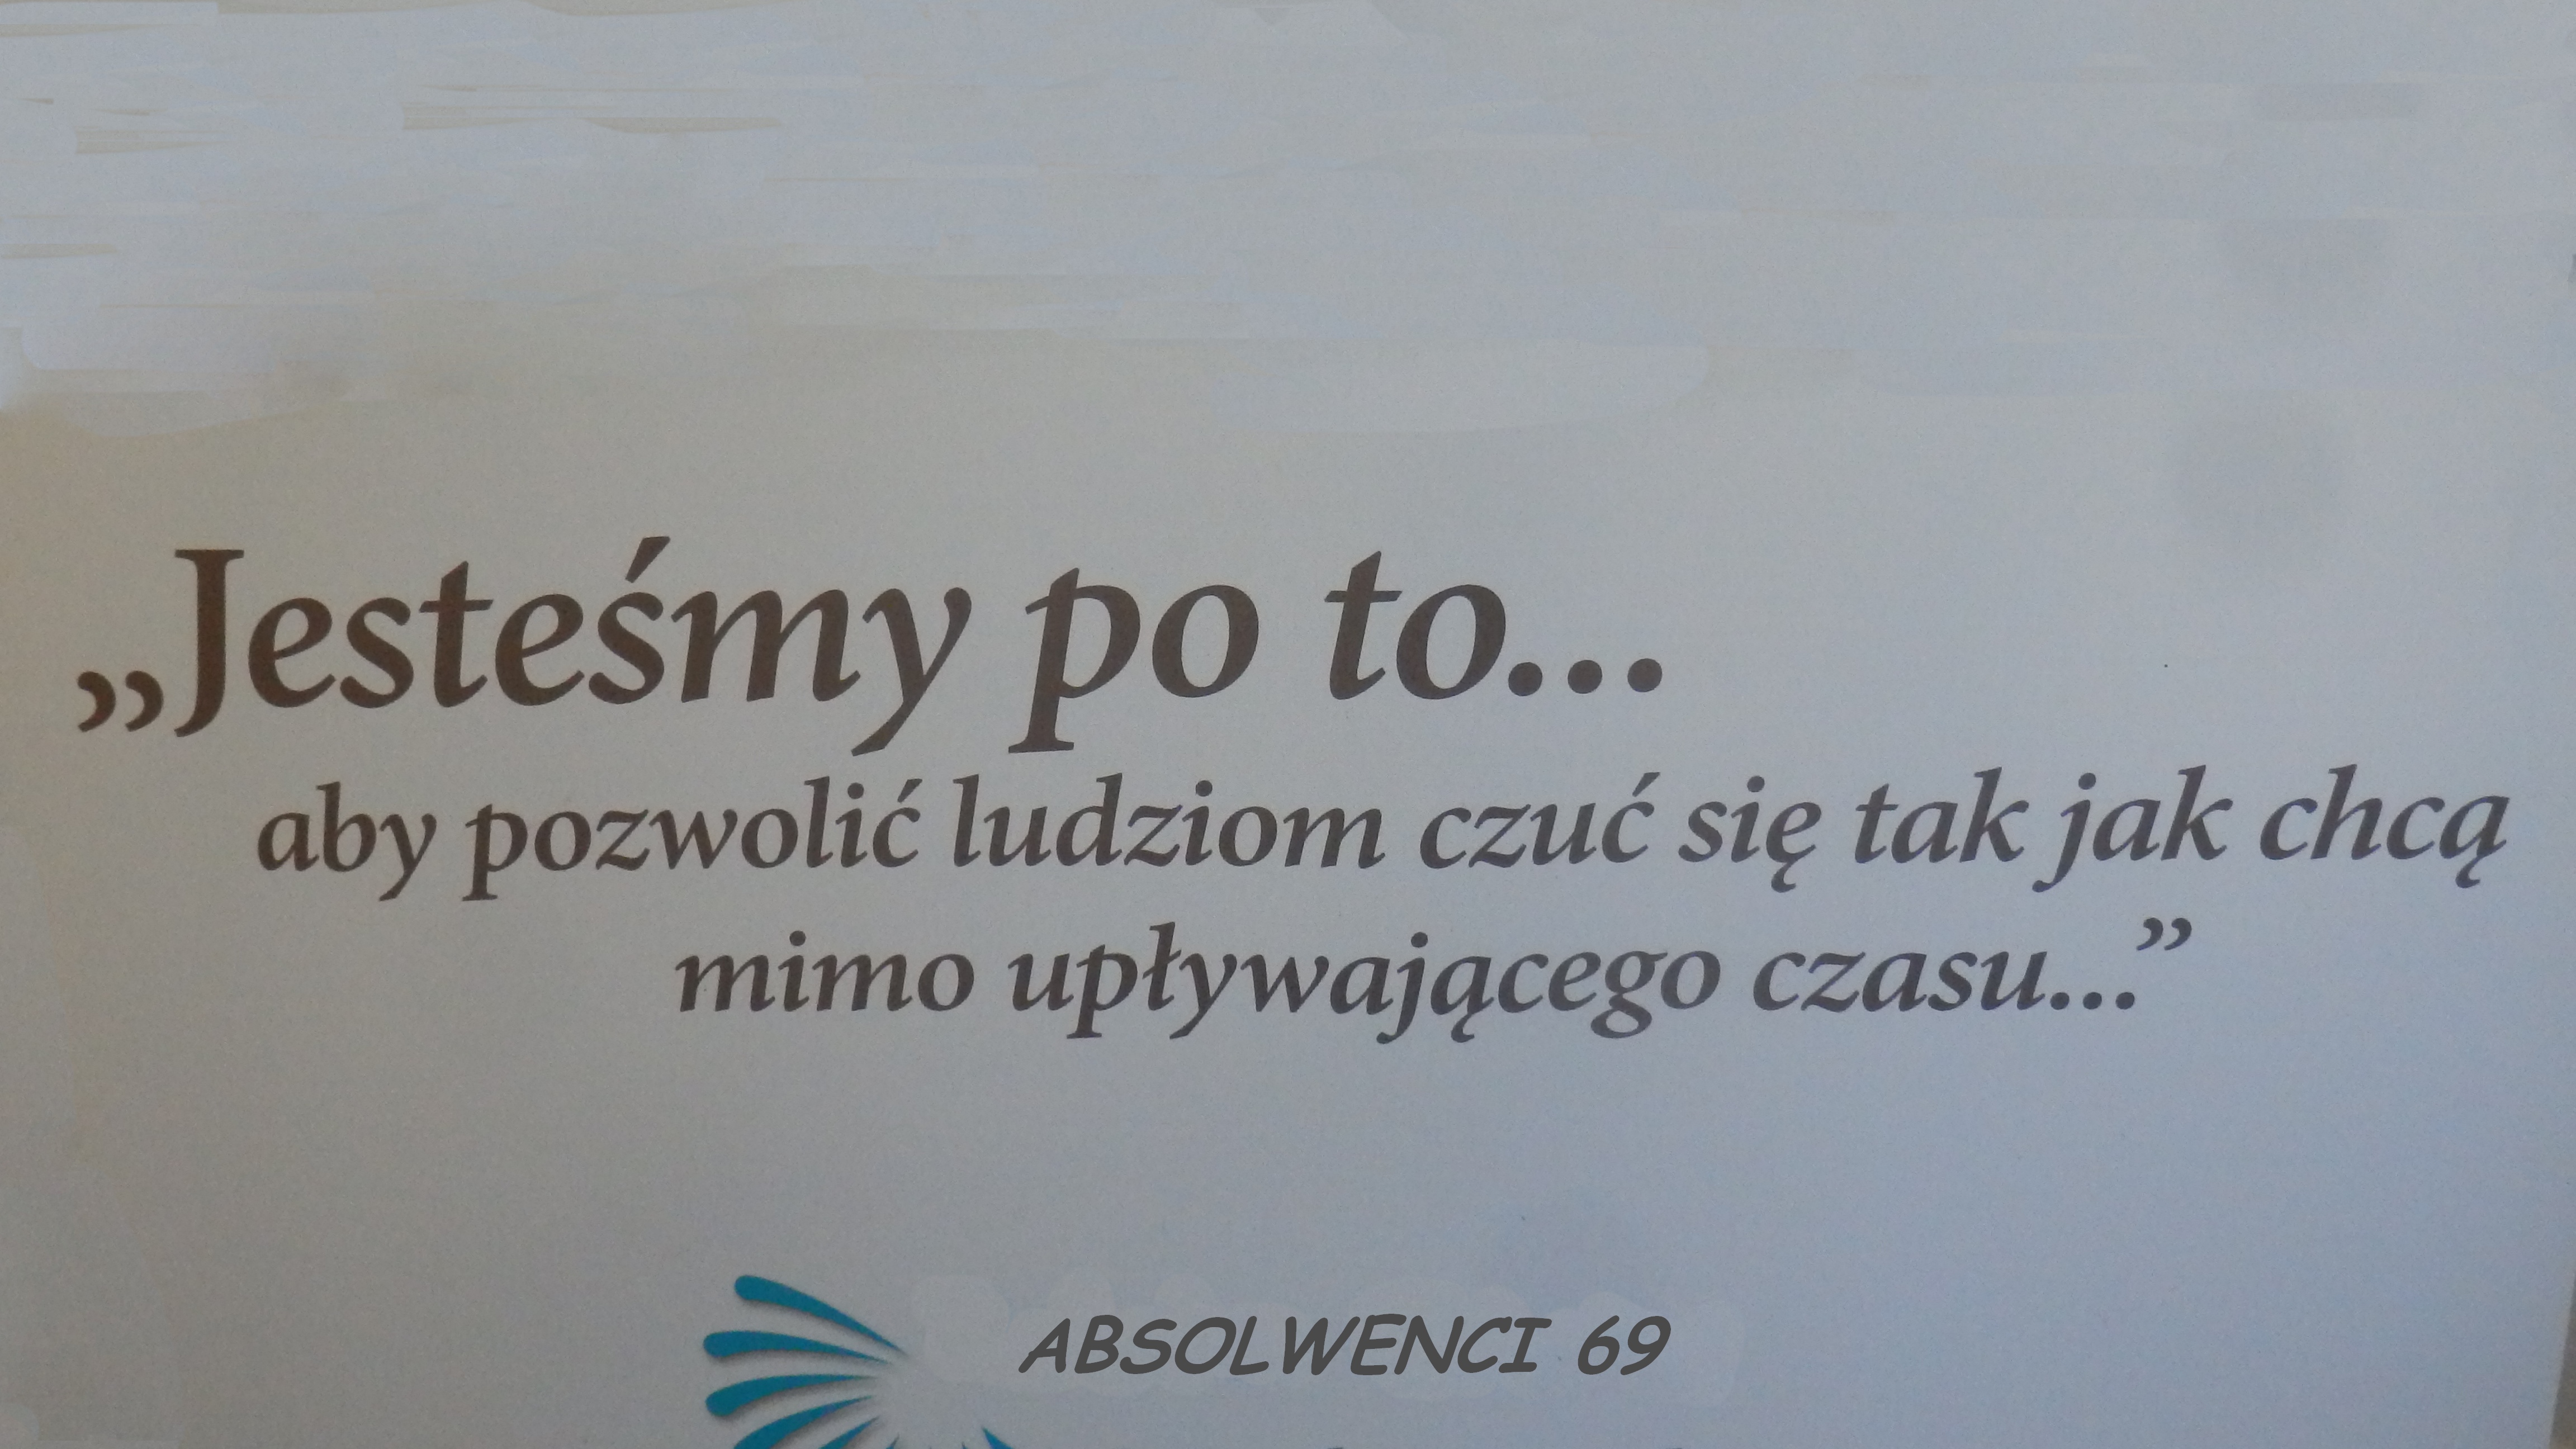 „Jesteśmy po to...
aby pozwolić ludziom czuć się tak jak chcą
mimo upływającego czasu...”
ABSOLWENCI 69